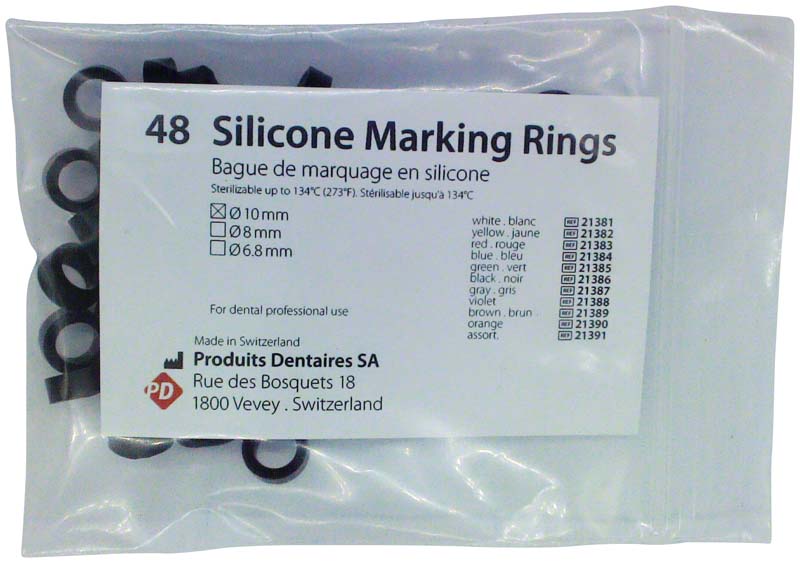 48 Silicone Marking Rings
Bague de marquage en silicone
Sterilizable up to 134°C (273°F). Stérilisable jusqu'à 134°C
☒ Ø 10 mm
☐ Ø 8 mm
☐ Ø 6.8 mm
white . blanc REF 21381
yellow . jaune REF 21382
red . rouge REF 21383
blue . bleu REF 21384
green . vert REF 21385
black . noir REF 21386
gray . gris REF 21387
violet REF 21388
brown . brun REF 21389
orange REF 21390
assort. REF 21391
For dental professional use
Made in Switzerland
Produits Dentaires SA
PD
Rue des Bosquets 18
1800 Vevey . Switzerland